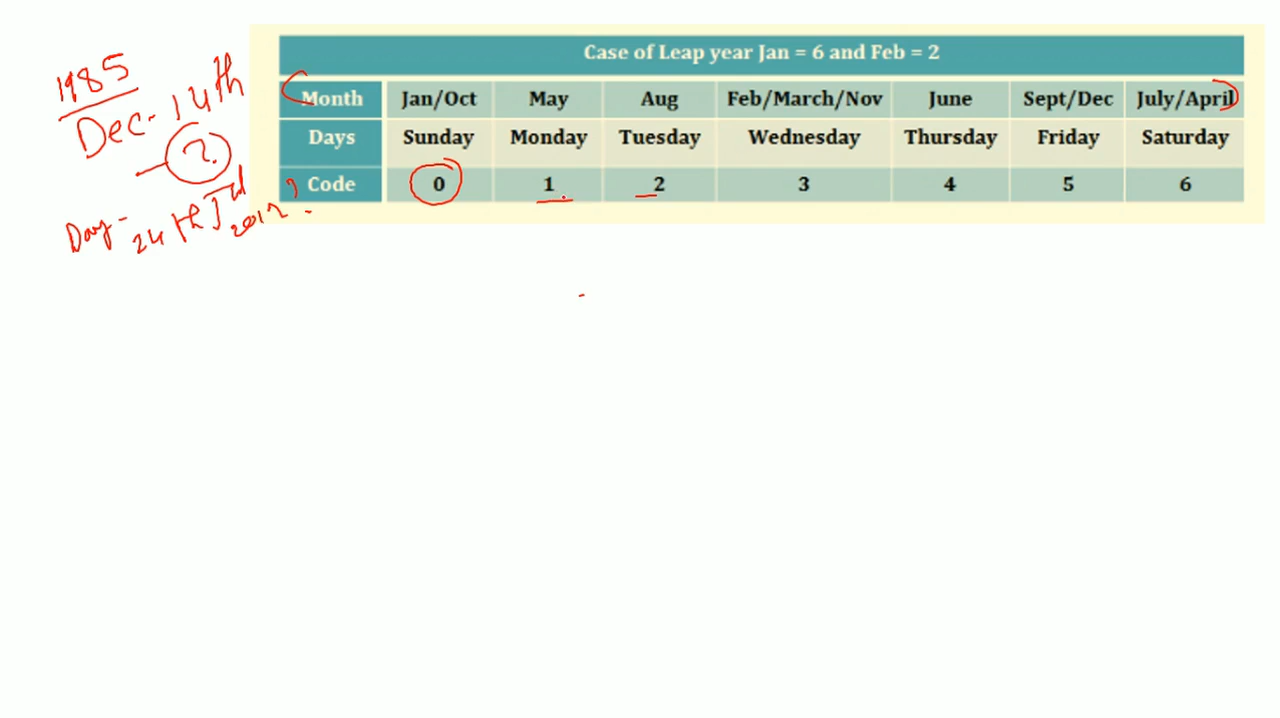 Case of Leap year Jan = 6 and Feb = 2
Month Jan/Oct May Aug Feb/March/Nov June Sept/Dec July/April
Days Sunday Monday Tuesday Wednesday Thursday Friday Saturday
Code 0 1 2 3 4 5 6
1985
Dec - 14th
?
Day - 24th